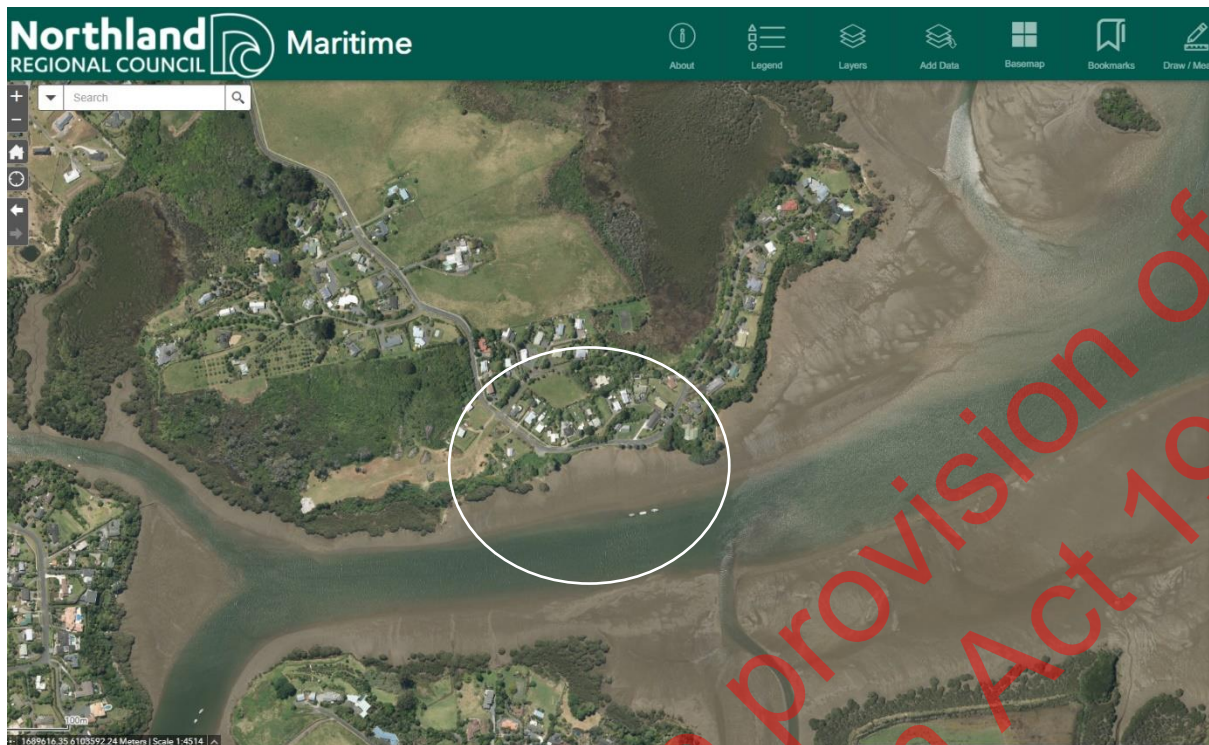 Northland
REGIONAL COUNCIL
Maritime
About
Legend
Layers
Add Data
Basemap
Bookmarks
Draw / Mea
+
Search
−
100m
1689616.35 6103592.24 Meters | Scale 1:4514
provision of
Act 19